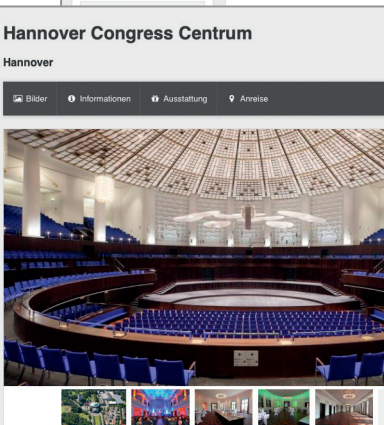 Hannover Congress Centrum
Hannover
Bilder Informationen Ausstattung Anreise